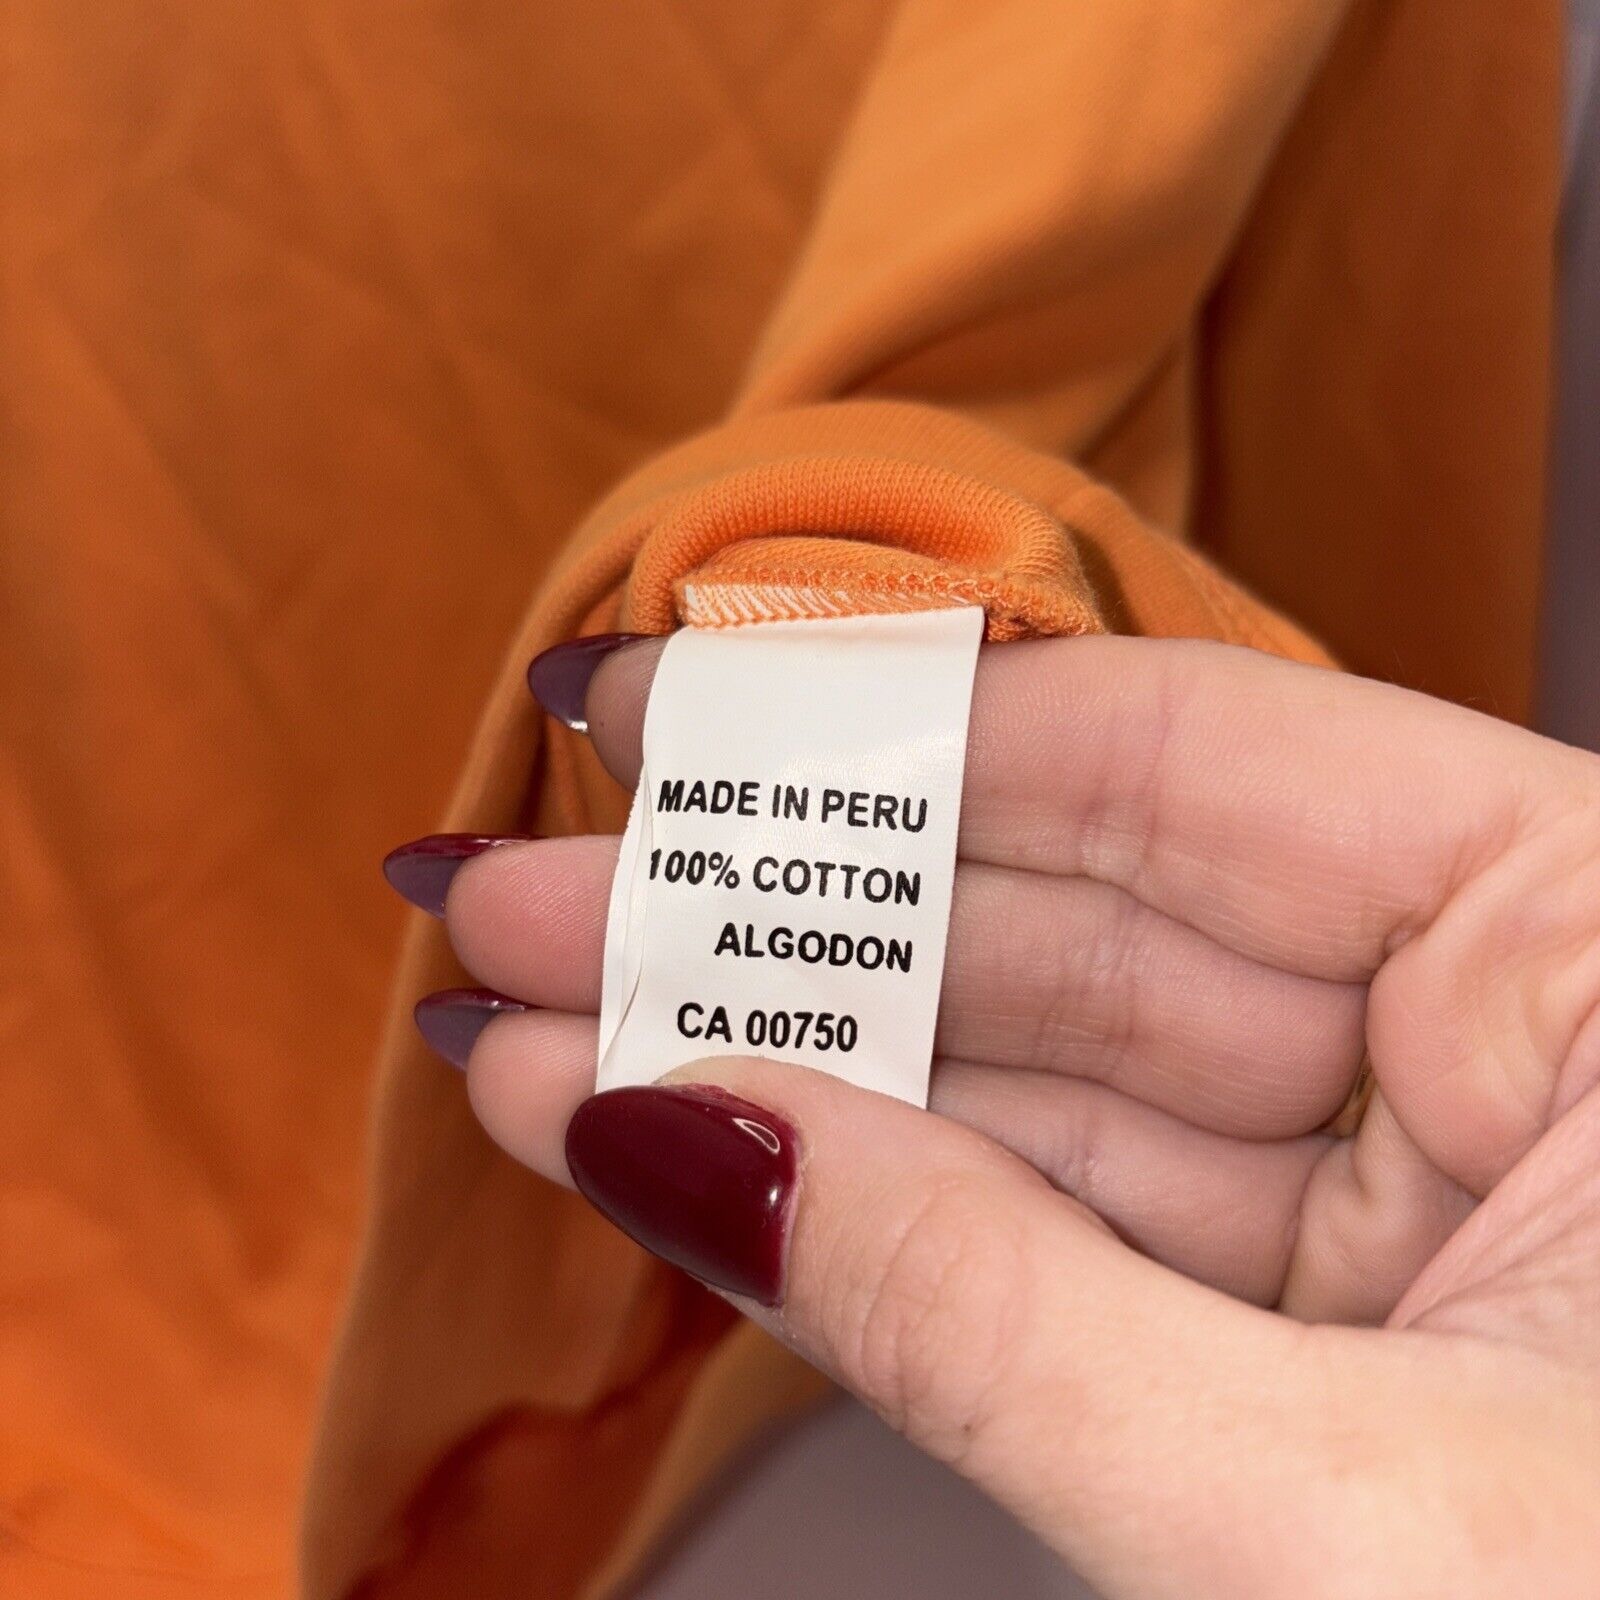 MADE IN PERU
100% COTTON
ALGODON
CA 00750